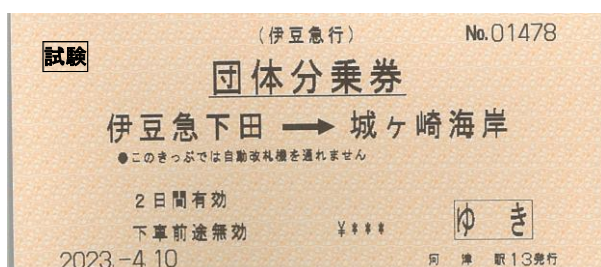 (伊豆急行) No.01478
試験
団体分乗券
伊豆急下田 → 城ヶ崎海岸
●このきっぷでは自動改札機を通れません
2日間有効
下車前途無効 ¥*** ゆき
2023.-4.10 河津駅13発行